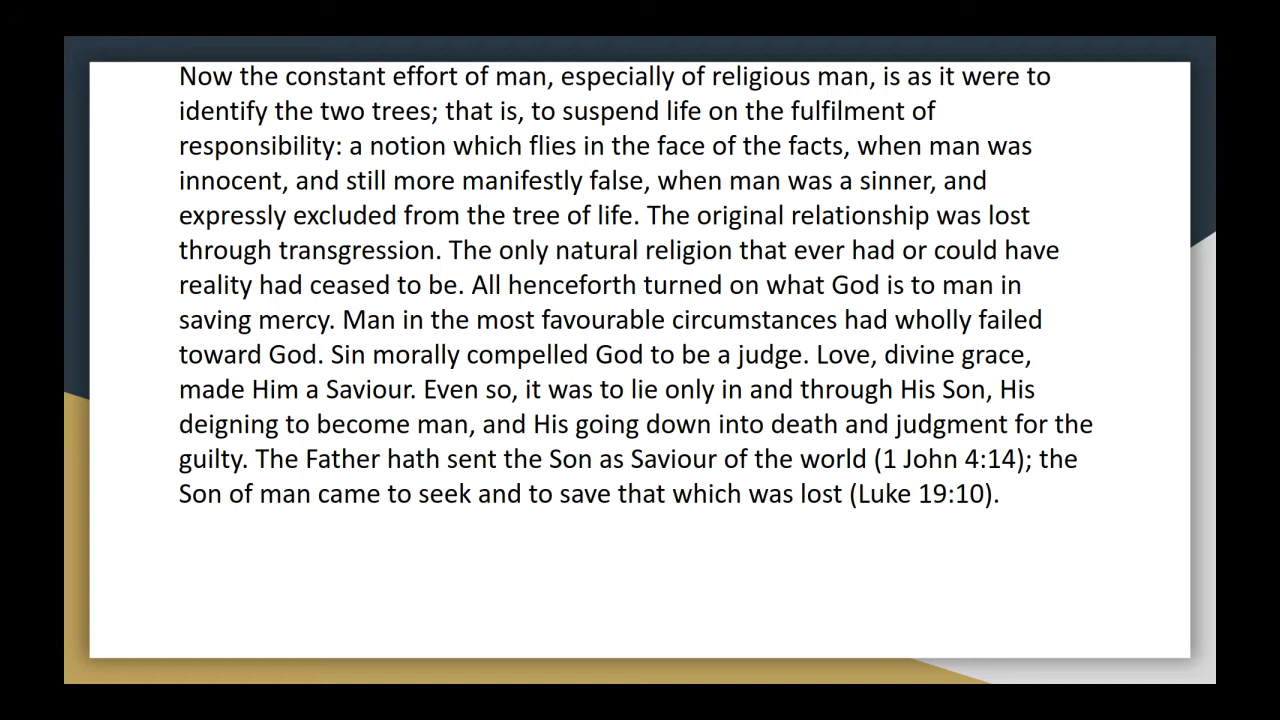 Now the constant effort of man, especially of religious man, is as it were to
identify the two trees; that is, to suspend life on the fulfilment of
responsibility: a notion which flies in the face of the facts, when man was
innocent, and still more manifestly false, when man was a sinner, and
expressly excluded from the tree of life. The original relationship was lost
through transgression. The only natural religion that ever had or could have
reality had ceased to be. All henceforth turned on what God is to man in
saving mercy. Man in the most favourable circumstances had wholly failed
toward God. Sin morally compelled God to be a judge. Love, divine grace,
made Him a Saviour. Even so, it was to lie only in and through His Son, His
deigning to become man, and His going down into death and judgment for the
guilty. The Father hath sent the Son as Saviour of the world (1 John 4:14); the
Son of man came to seek and to save that which was lost (Luke 19:10).